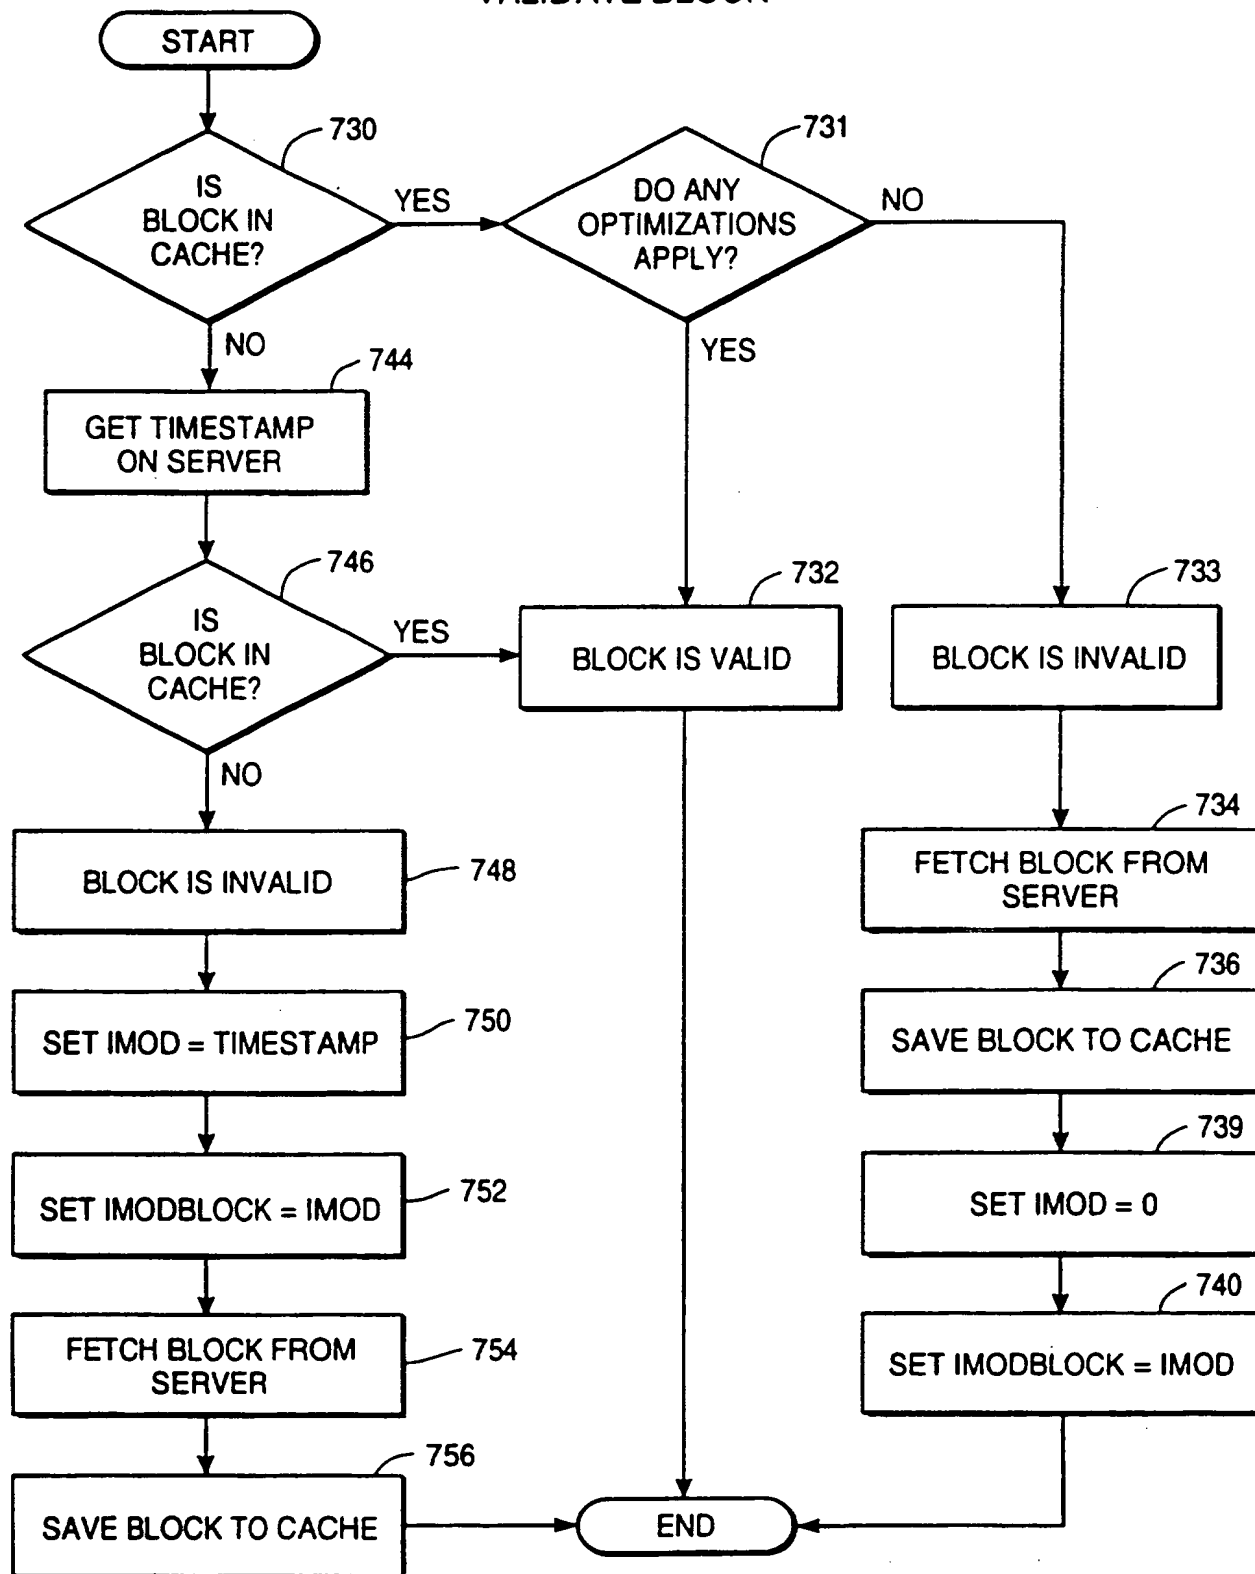 VALIDATE BLOCK
START
730
IS
BLOCK IN
CACHE?
YES
NO
731
DO ANY
OPTIMIZATIONS
APPLY?
NO
YES
744
GET TIMESTAMP
ON SERVER
746
IS
BLOCK IN
CACHE?
YES
NO
732
BLOCK IS VALID
733
BLOCK IS INVALID
748
BLOCK IS INVALID
734
FETCH BLOCK FROM
SERVER
750
SET IMOD = TIMESTAMP
736
SAVE BLOCK TO CACHE
752
SET IMODBLOCK = IMOD
739
SET IMOD = 0
754
FETCH BLOCK FROM
SERVER
740
SET IMODBLOCK = IMOD
756
SAVE BLOCK TO CACHE
END